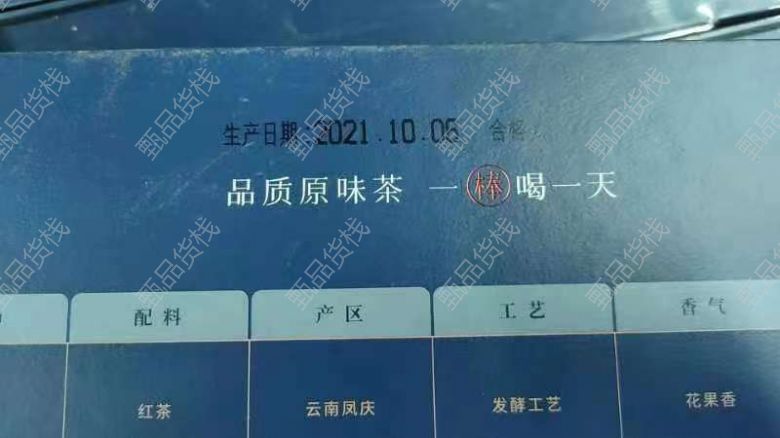 生产日期:2021.10.05 合格
品质原味茶 一棒喝一天
配料 产区 工艺 香气
红茶 云南凤庆 发酵工艺 花果香
甄品货栈